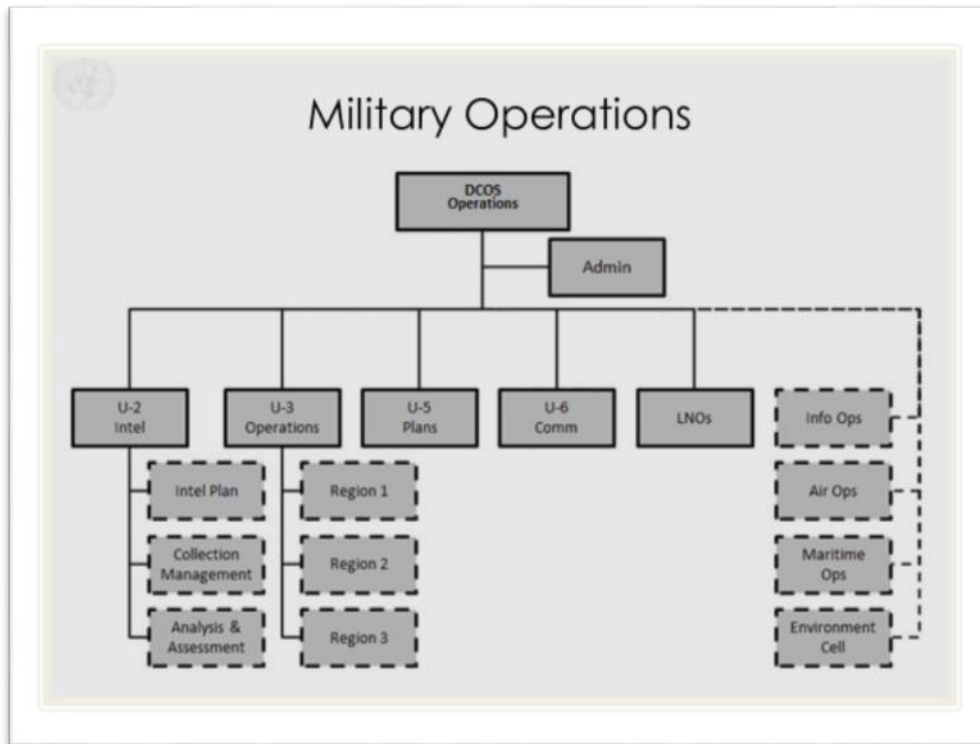 Military Operations
DCOS
Operations
Admin
U-2
Intel
U-3
Operations
U-5
Plans
U-6
Comm
LNOs
Info Ops
Intel Plan
Region 1
Air Ops
Collection
Management
Region 2
Maritime
Ops
Analysis &
Assessment
Region 3
Environment
Cell